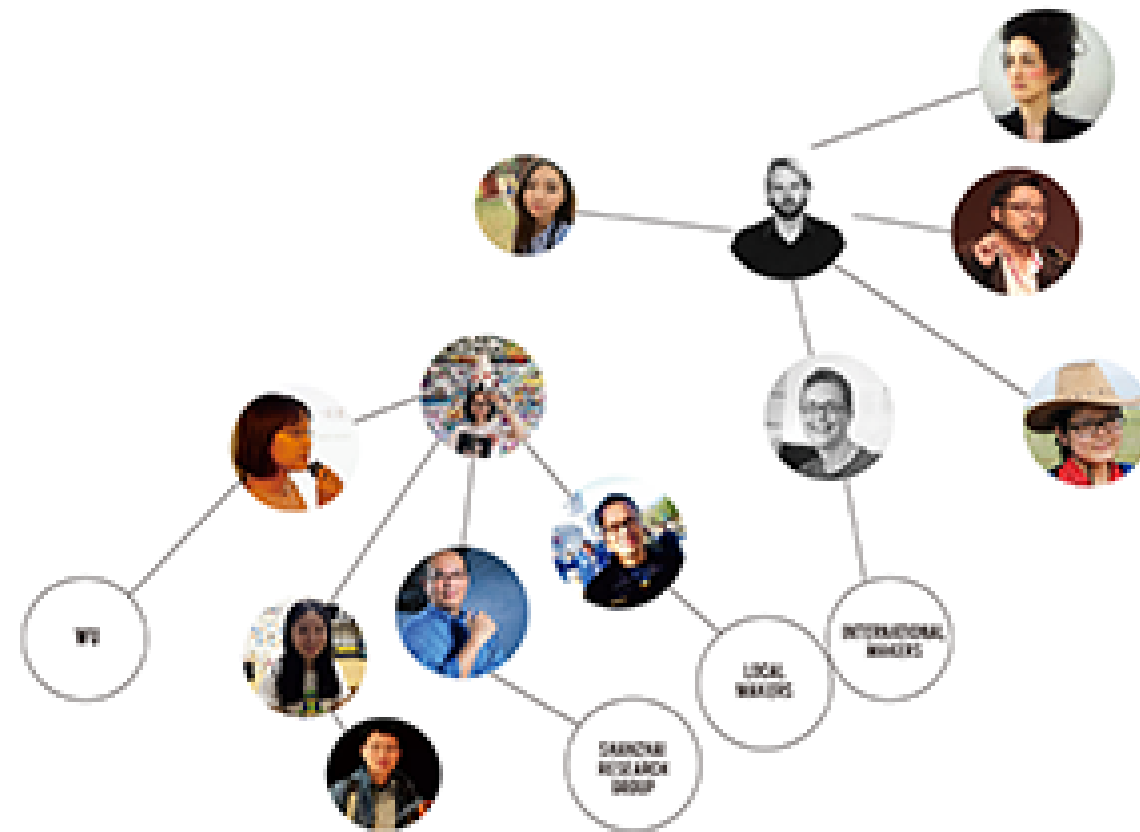 WU
INTERNATIONAL
MAKERS
LOCAL
MAKERS
SHANZHAI
RESEARCH
GROUP